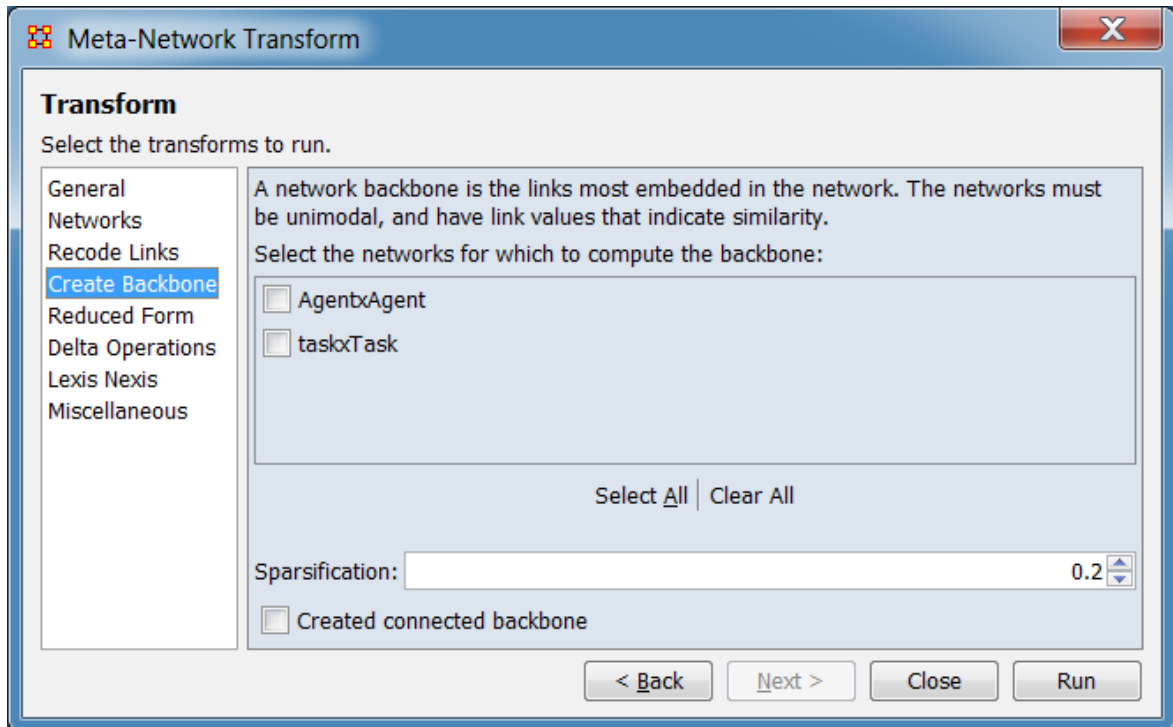 Meta-Network Transform
X
Transform
Select the transforms to run.
General
Networks
Recode Links
Create Backbone
Reduced Form
Delta Operations
Lexis Nexis
Miscellaneous
A network backbone is the links most embedded in the network. The networks must
be unimodal, and have link values that indicate similarity.
Select the networks for which to compute the backbone:
AgentxAgent
taskxTask
Select All | Clear All
Sparsification: 0.2
Created connected backbone
< Back Next > Close Run